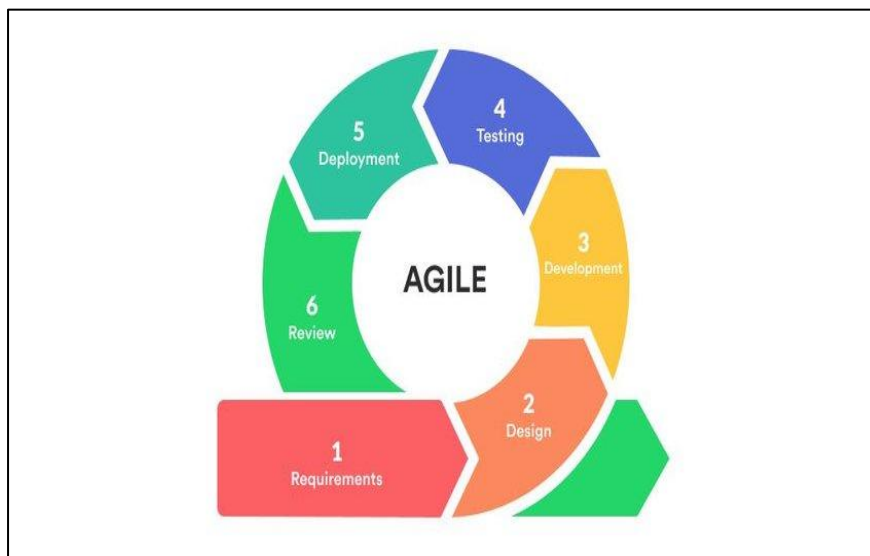 1
Requirements
2
Design
3
Development
4
Testing
5
Deployment
6
Review
AGILE